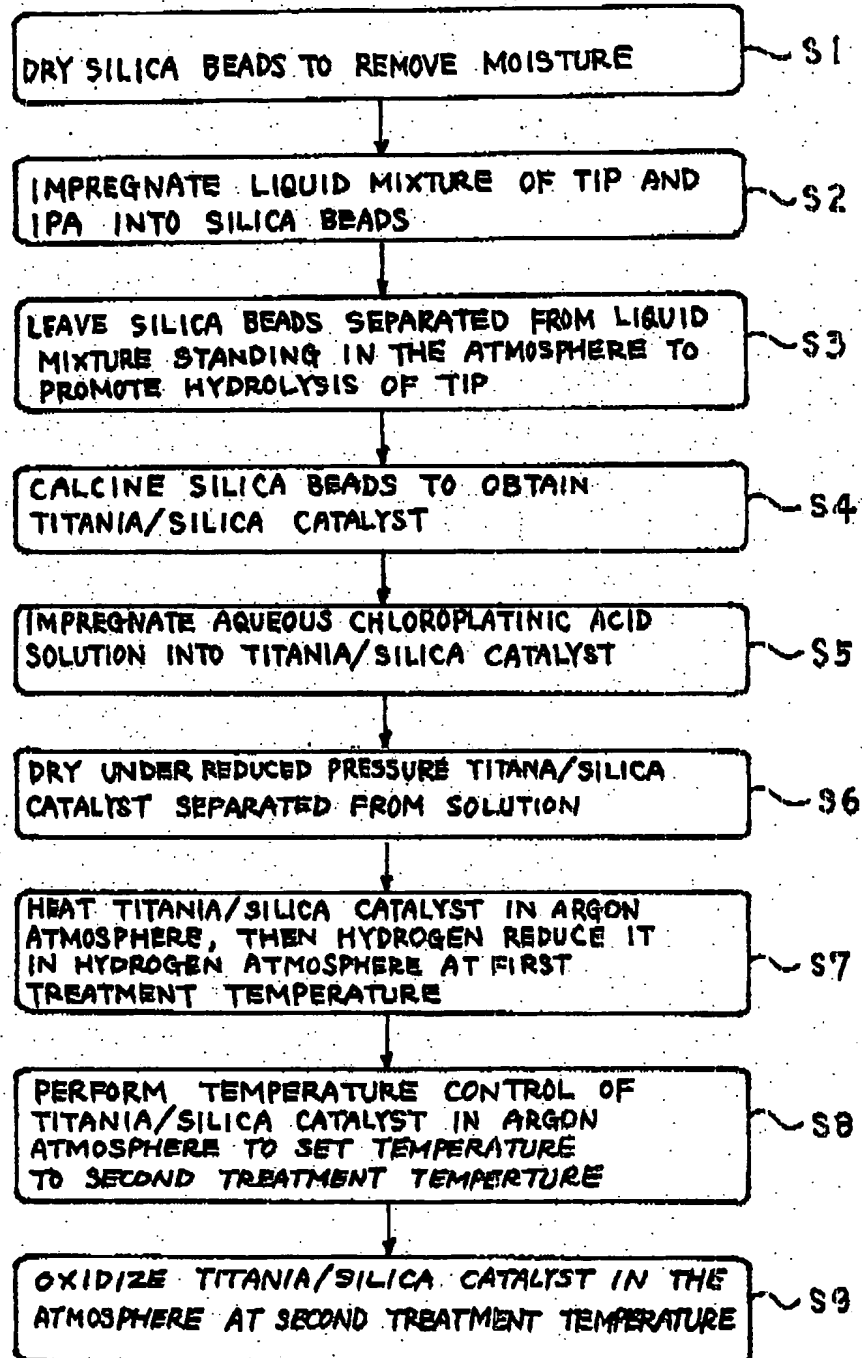 DRY SILICA BEADS TO REMOVE MOISTURE
S1
IMPREGNATE LIQUID MIXTURE OF TIP AND
IPA INTO SILICA BEADS
S2
LEAVE SILICA BEADS SEPARATED FROM LIQUID
MIXTURE STANDING IN THE ATMOSPHERE TO
PROMOTE HYDROLYSIS OF TIP
S3
CALCINE SILICA BEADS TO OBTAIN
TITANIA/SILICA CATALYST
S4
IMPREGNATE AQUEOUS CHLOROPLATINIC ACID
SOLUTION INTO TITANIA/SILICA CATALYST
S5
DRY UNDER REDUCED PRESSURE TITANA/SILICA
CATALYST SEPARATED FROM SOLUTION
S6
HEAT TITANIA/SILICA CATALYST IN ARGON
ATMOSPHERE, THEN HYDROGEN REDUCE IT
IN HYDROGEN ATMOSPHERE AT FIRST
TREATMENT TEMPERATURE
S7
PERFORM TEMPERATURE CONTROL OF
TITANIA/SILICA CATALYST IN ARGON
ATMOSPHERE TO SET TEMPERATURE
TO SECOND TREATMENT TEMPERTURE
S8
OXIDIZE TITANIA/SILICA CATALYST IN THE
ATMOSPHERE AT SECOND TREATMENT TEMPERATURE
S9